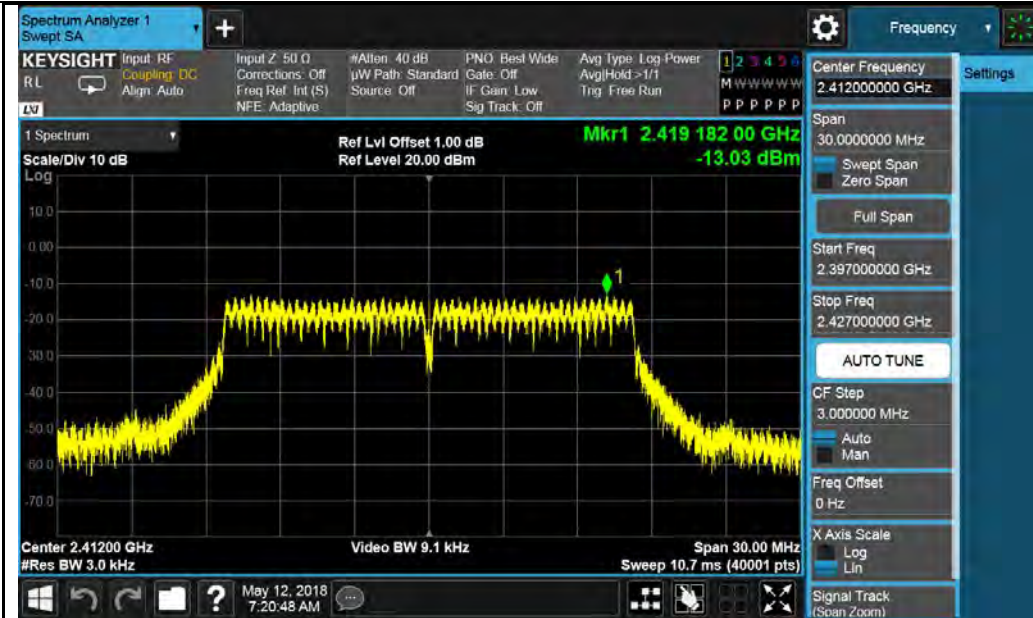 Spectrum Analyzer 1
Swept SA
+
Frequency
KEYSIGHT
RL
LXI
Input: RF
Coupling: DC
Align: Auto
Input Z: 50 Ω
Corrections: Off
Freq Ref: Int (S)
NFE: Adaptive
#Atten: 40 dB
µW Path: Standard
Source: Off
PNO: Best Wide
Gate: Off
IF Gain: Low
Sig Track: Off
Avg Type: Log-Power
Avg|Hold:>1/1
Trig: Free Run
1 2 3 4 5 6
M W W W W W
P P P P P P
1 Spectrum
Scale/Div 10 dB
Log
Ref Lvl Offset 1.00 dB
Ref Level 20.00 dBm
Mkr1 2.419 182 00 GHz
-13.03 dBm
10.0
0.00
-10.0
-20.0
-30.0
-40.0
-50.0
-60.0
-70.0
1
Center 2.41200 GHz
#Res BW 3.0 kHz
Video BW 9.1 kHz
Span 30.00 MHz
Sweep 10.7 ms (40001 pts)
?
May 12, 2018
7:20:48 AM
Center Frequency
2.412000000 GHz
Span
30.0000000 MHz
Swept Span
Zero Span
Full Span
Start Freq
2.397000000 GHz
Stop Freq
2.427000000 GHz
AUTO TUNE
CF Step
3.000000 MHz
Auto
Man
Freq Offset
0 Hz
X Axis Scale
Log
Lin
Signal Track
(Span Zoom)
Settings